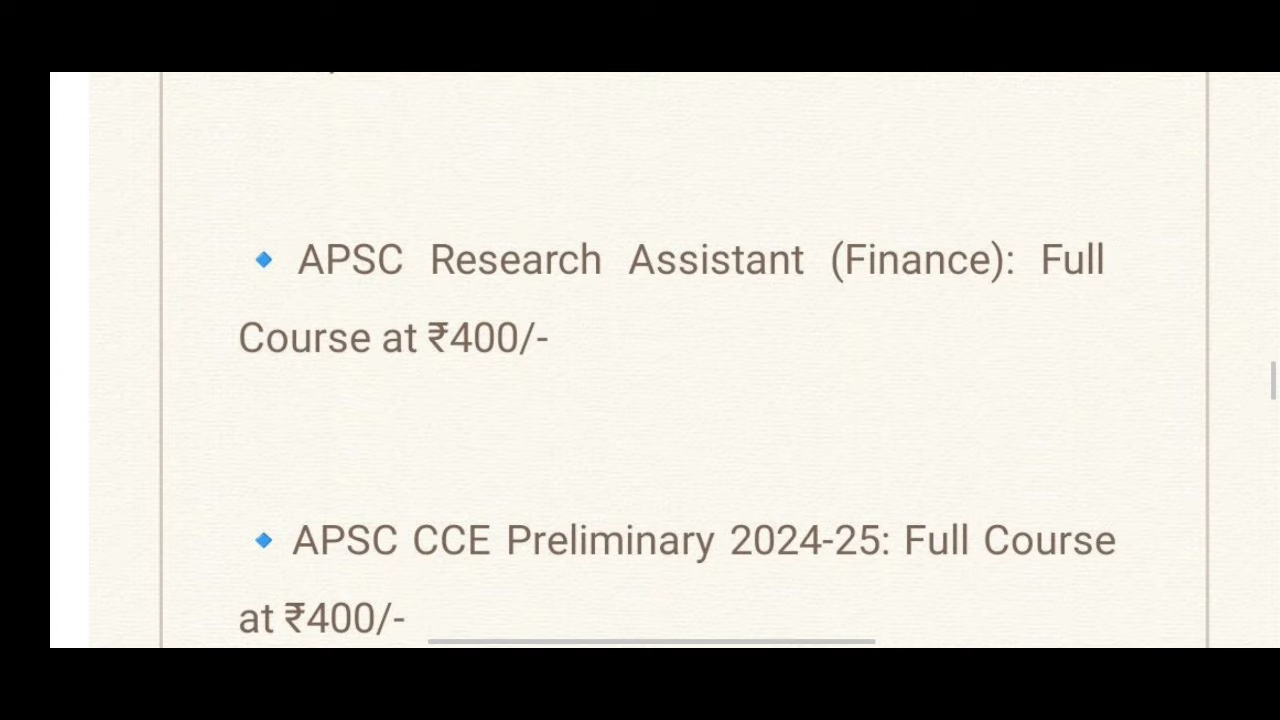 🔹 APSC Research Assistant (Finance): Full
Course at ₹400/-
🔹 APSC CCE Preliminary 2024-25: Full Course
at ₹400/-